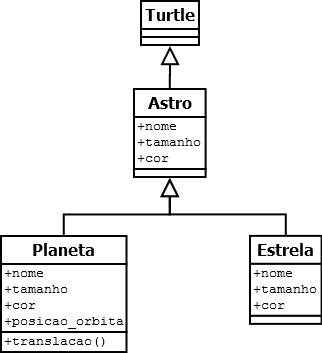 Turtle
Astro
+nome
+tamanho
+cor
Planeta
+nome
+tamanho
+cor
+posicao_orbita
+translacao()
Estrela
+nome
+tamanho
+cor